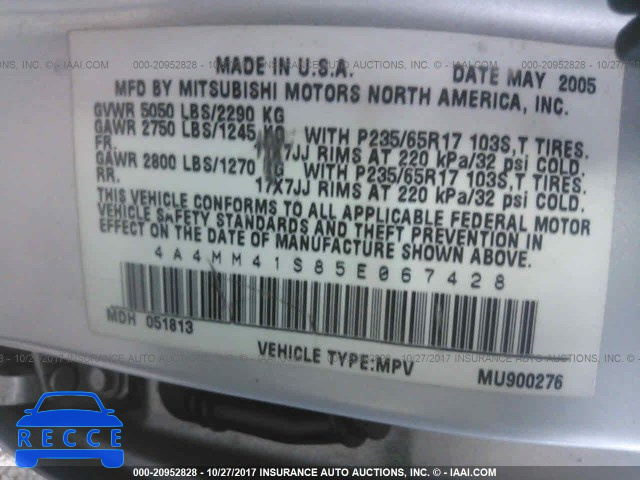 000-20952828 - 10/27/2017 INSURANCE AUTO AUCTIONS, SC - © - IAAI.COM
MADE IN U.S.A. DATE MAY 2005
MFD BY MITSUBISHI MOTORS NORTH AMERICA, INC.
GVWR 5050 LBS/2290 KG
GAWR 2750 LBS/1245 KG WITH P235/65R17 103S,T TIRES.
FR. 7JJ RIMS AT 220 kPa/32 psi COLD.
GAWR 2800 LBS/1270 KG WITH P235/65R17 103S,T TIRES.
RR. 17X7JJ RIMS AT 220 kPa/32 psi COLD.
THIS VEHICLE CONFORMS TO ALL APPLICABLE FEDERAL MOTOR
VEHICLE SAFETY STANDARDS AND THEFT PREVENTION IN
EFFECT ON THE DATE OF MANUFACTURE SHOWN ABOVE.
4A4MM41S85E067428
MDH 051813
VEHICLE TYPE:MPV
MU900276
RECCE
000-20952828 - 10/27/2017 INSURANCE AUTO AUCTIONS, SC - © - IAAI.COM